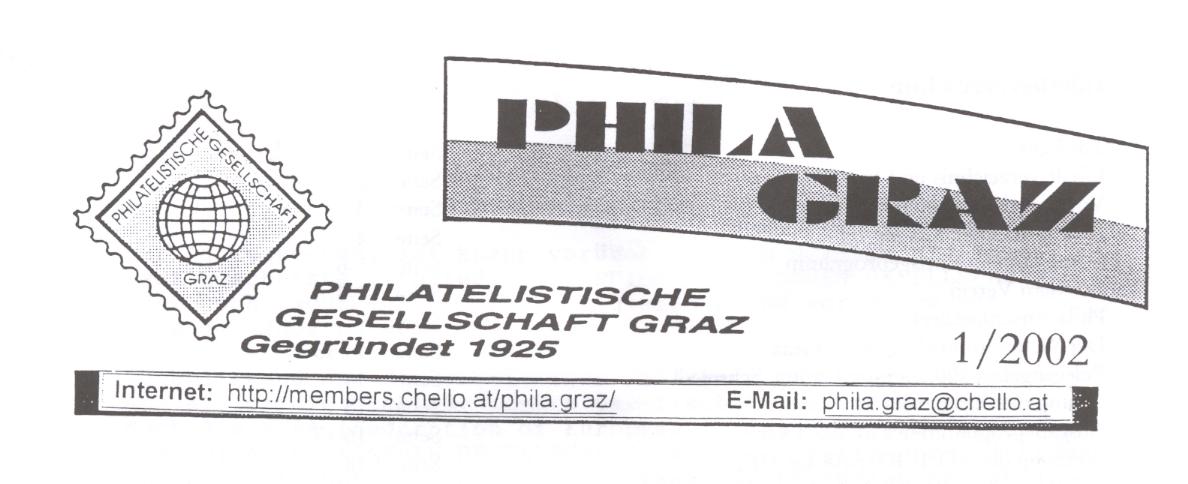 PHILATELISTISCHE GESELLSCHAFT
GRAZ
PHILA
GRAZ
PHILATELISTISCHE
GESELLSCHAFT GRAZ
Gegründet 1925
1/2002
Internet: http://members.chello.at/phila.graz/ E-Mail: phila.graz@chello.at